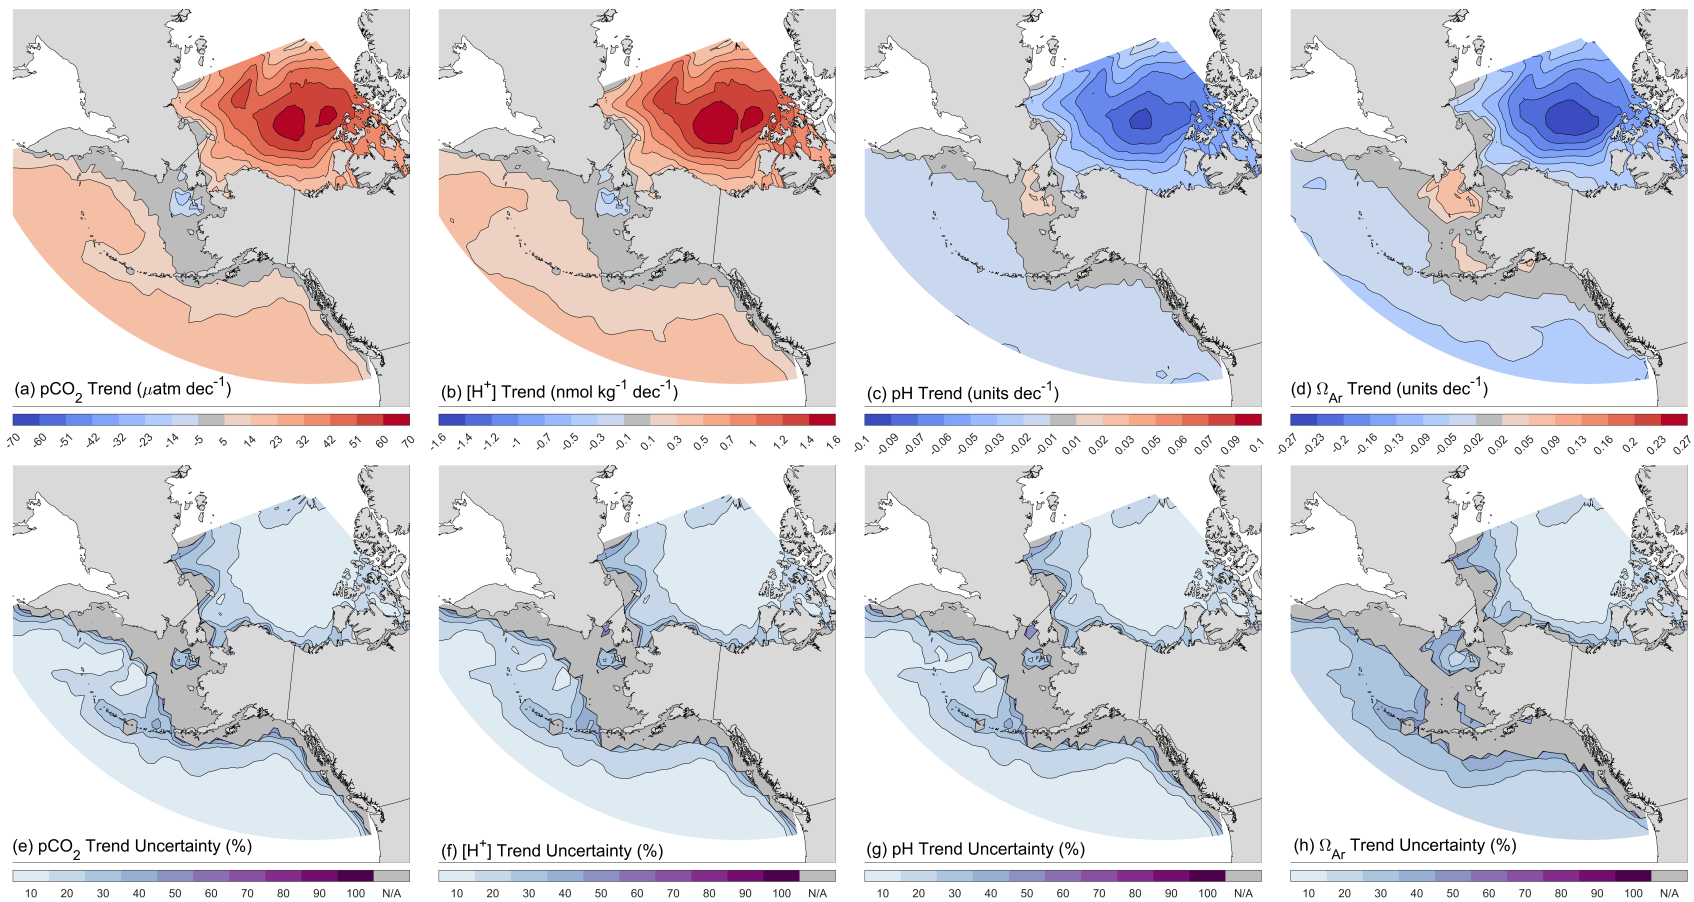 (a) pCO₂ Trend (µatm dec⁻¹)
-70 -60 -51 -42 -32 -23 -14 -5 5 14 23 32 42 51 60 70
(b) [H⁺] Trend (nmol kg⁻¹ dec⁻¹)
-1.6 -1.4 -1.2 -1 -0.7 -0.5 -0.3 -0.1 0.1 0.3 0.5 0.7 1 1.2 1.4 1.6
(c) pH Trend (units dec⁻¹)
-0.1 -0.09 -0.07 -0.06 -0.05 -0.03 -0.02 -0.01 0.01 0.02 0.03 0.05 0.06 0.07 0.09 0.1
(d) Ω_Ar Trend (units dec⁻¹)
-0.27 -0.23 -0.2 -0.16 -0.13 -0.09 -0.05 -0.02 0.02 0.05 0.09 0.13 0.16 0.2 0.23 0.27
(e) pCO₂ Trend Uncertainty (%)
10 20 30 40 50 60 70 80 90 100 N/A
(f) [H⁺] Trend Uncertainty (%)
10 20 30 40 50 60 70 80 90 100 N/A
(g) pH Trend Uncertainty (%)
10 20 30 40 50 60 70 80 90 100 N/A
(h) Ω_Ar Trend Uncertainty (%)
10 20 30 40 50 60 70 80 90 100 N/A